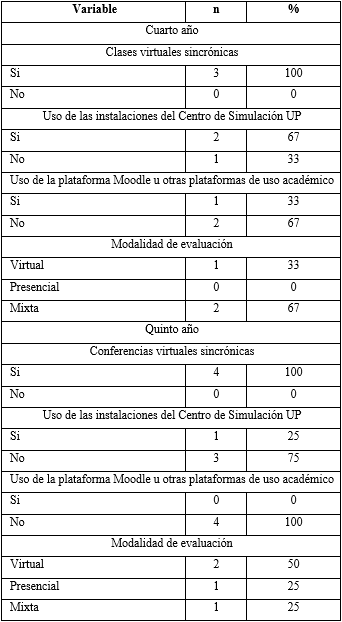 Variable n %
Cuarto año
Clases virtuales sincrónicas
Si 3 100
No 0 0
Uso de las instalaciones del Centro de Simulación UP
Si 2 67
No 1 33
Uso de la plataforma Moodle u otras plataformas de uso académico
Si 1 33
No 2 67
Modalidad de evaluación
Virtual 1 33
Presencial 0 0
Mixta 2 67
Quinto año
Conferencias virtuales sincrónicas
Si 4 100
No 0 0
Uso de las instalaciones del Centro de Simulación UP
Si 1 25
No 3 75
Uso de la plataforma Moodle u otras plataformas de uso académico
Si 0 0
No 4 100
Modalidad de evaluación
Virtual 2 50
Presencial 1 25
Mixta 1 25